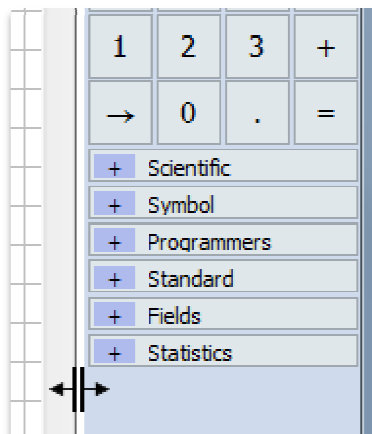 1 2 3 +
→ 0 . =
+ Scientific
+ Symbol
+ Programmers
+ Standard
+ Fields
+ Statistics